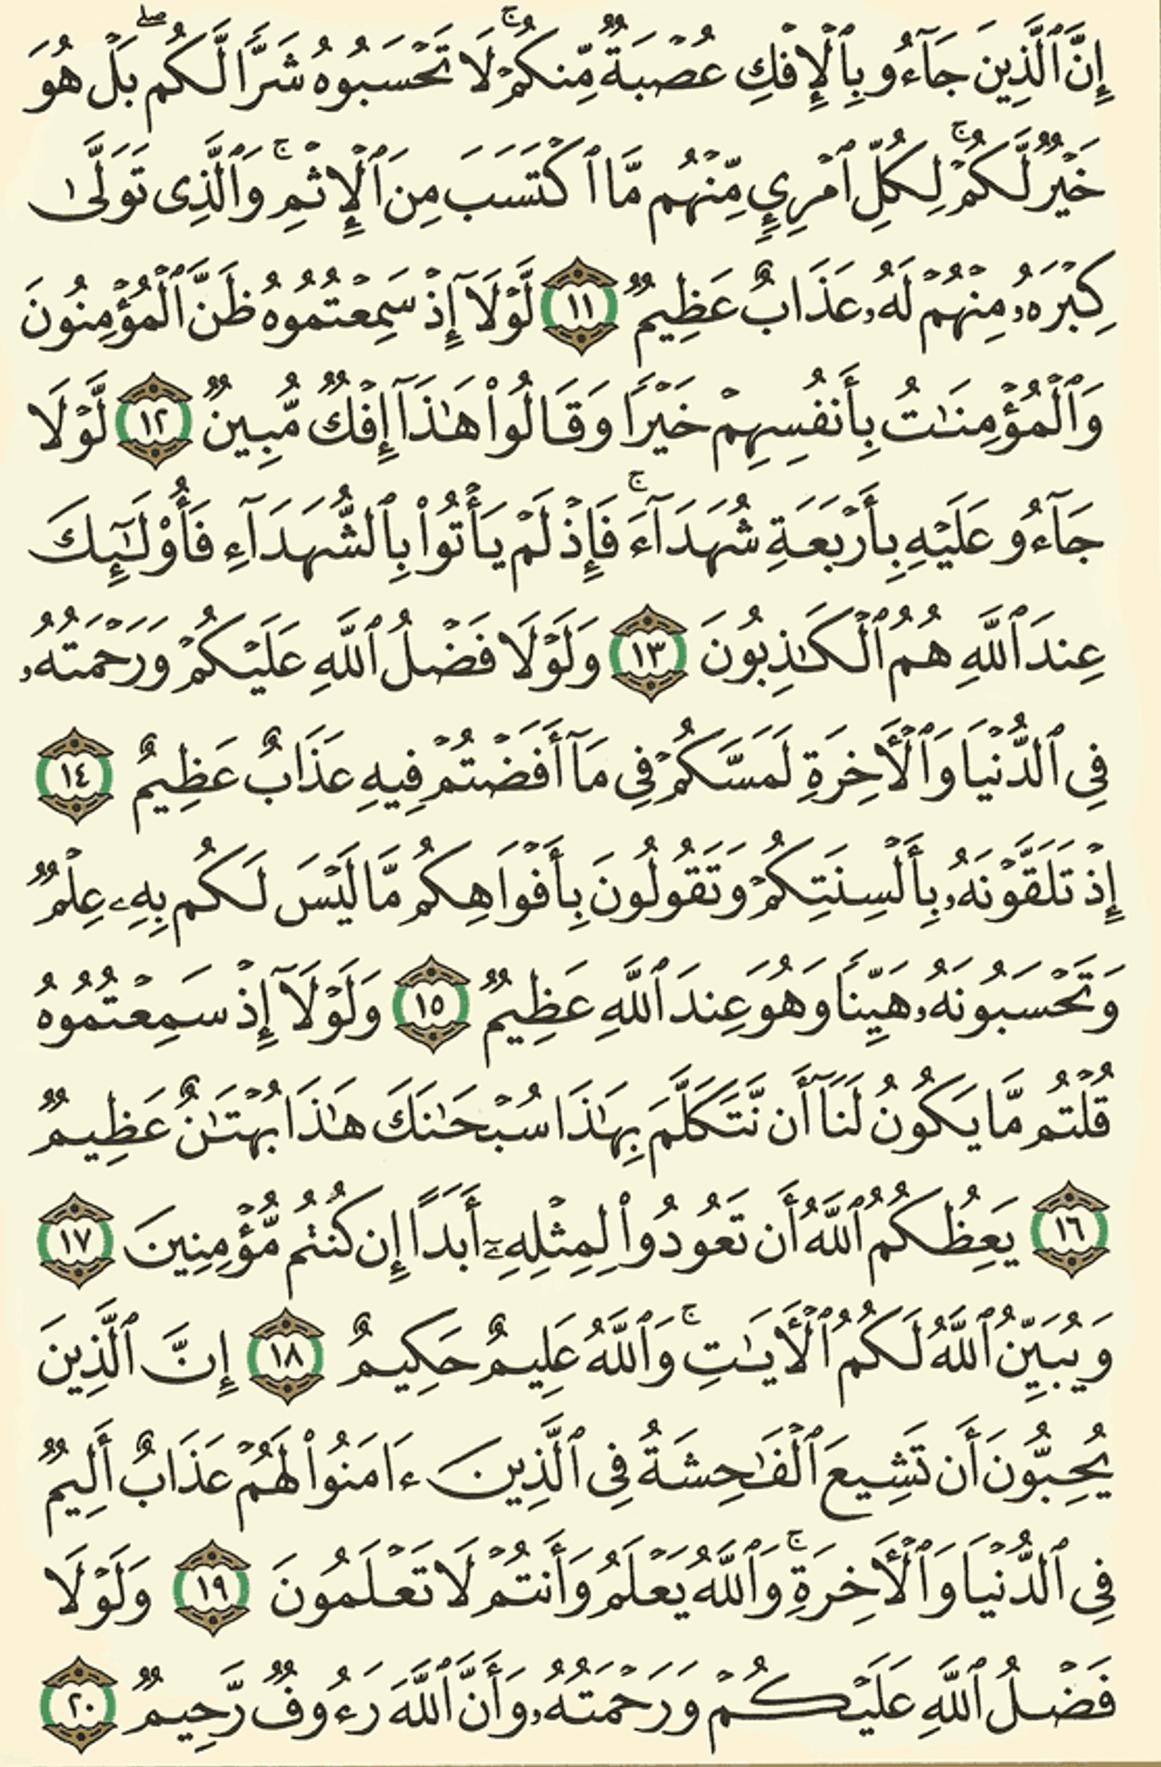 إِنَّ ٱلَّذِينَ جَآءُو بِٱلْإِفْكِ عُصْبَةٌ مِّنكُمْ ۚ لَا تَحْسَبُوهُ شَرًّا لَّكُم ۖ بَلْ هُوَ
خَيْرٌ لَّكُمْ ۚ لِكُلِّ ٱمْرِئٍ مِّنْهُم مَّا ٱكْتَسَبَ مِنَ ٱلْإِثْمِ ۚ وَٱلَّذِى تَوَلَّىٰ
كِبْرَهُۥ مِنْهُمْ لَهُۥ عَذَابٌ عَظِيمٌ ١١ لَّوْلَآ إِذْ سَمِعْتُمُوهُ ظَنَّ ٱلْمُؤْمِنُونَ
وَٱلْمُؤْمِنَٰتُ بِأَنفُسِهِمْ خَيْرًا وَقَالُوا۟ هَٰذَآ إِفْكٌ مُّبِينٌ ١٢ لَّوْلَا
جَآءُو عَلَيْهِ بِأَرْبَعَةِ شُهَدَآءَ ۚ فَإِذْ لَمْ يَأْتُوا۟ بِٱلشُّهَدَآءِ فَأُو۟لَٰٓئِكَ
عِندَ ٱللَّهِ هُمُ ٱلْكَٰذِبُونَ ١٣ وَلَوْلَا فَضْلُ ٱللَّهِ عَلَيْكُمْ وَرَحْمَتُهُۥ
فِى ٱلدُّنْيَا وَٱلْءَاخِرَةِ لَمَسَّكُمْ فِى مَآ أَفَضْتُمْ فِيهِ عَذَابٌ عَظِيمٌ ١٤
إِذْ تَلَقَّوْنَهُۥ بِأَلْسِنَتِكُمْ وَتَقُولُونَ بِأَفْوَاهِكُم مَّا لَيْسَ لَكُم بِهِۦ عِلْمٌ
وَتَحْسَبُونَهُۥ هَيِّنًا وَهُوَ عِندَ ٱللَّهِ عَظِيمٌ ١٥ وَلَوْلَآ إِذْ سَمِعْتُمُوهُ
قُلْتُم مَّا يَكُونُ لَنَآ أَن نَّتَكَلَّمَ بِهَٰذَا سُبْحَٰنَكَ هَٰذَا بُهْتَٰنٌ عَظِيمٌ
١٦ يَعِظُكُمُ ٱللَّهُ أَن تَعُودُوا۟ لِمِثْلِهِۦٓ أَبَدًا إِن كُنتُم مُّؤْمِنِينَ ١٧
وَيُبَيِّنُ ٱللَّهُ لَكُمُ ٱلْءَايَٰتِ ۚ وَٱللَّهُ عَلِيمٌ حَكِيمٌ ١٨ إِنَّ ٱلَّذِينَ
يُحِبُّونَ أَن تَشِيعَ ٱلْفَٰحِشَةُ فِى ٱلَّذِينَ ءَامَنُوا۟ لَهُمْ عَذَابٌ أَلِيمٌ
فِى ٱلدُّنْيَا وَٱلْءَاخِرَةِ ۚ وَٱللَّهُ يَعْلَمُ وَأَنتُمْ لَا تَعْلَمُونَ ١٩ وَلَوْلَا
فَضْلُ ٱللَّهِ عَلَيْكُمْ وَرَحْمَتُهُۥ وَأَنَّ ٱللَّهَ رَءُوفٌ رَّحِيمٌ ٢٠